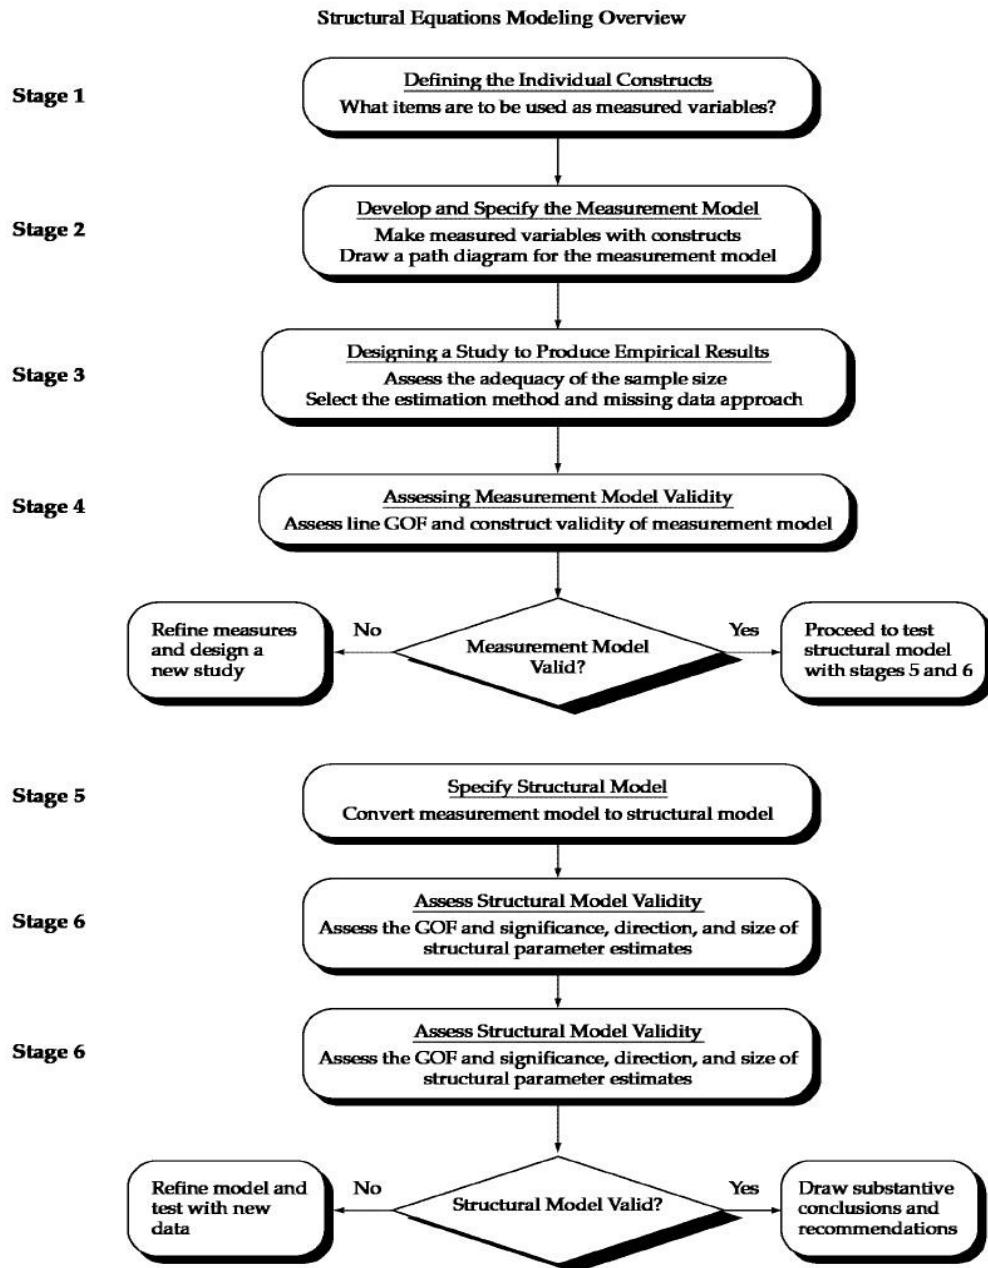 Structural Equations Modeling Overview
Stage 1
Defining the Individual Constructs
What items are to be used as measured variables?
Stage 2
Develop and Specify the Measurement Model
Make measured variables with constructs
Draw a path diagram for the measurement model
Stage 3
Designing a Study to Produce Empirical Results
Assess the adequacy of the sample size
Select the estimation method and missing data approach
Stage 4
Assessing Measurement Model Validity
Assess line GOF and construct validity of measurement model
Refine measures
and design a
new study
No
Measurement Model
Valid?
Yes
Proceed to test
structural model
with stages 5 and 6
Stage 5
Specify Structural Model
Convert measurement model to structural model
Stage 6
Assess Structural Model Validity
Assess the GOF and significance, direction, and size of
structural parameter estimates
Stage 6
Assess Structural Model Validity
Assess the GOF and significance, direction, and size of
structural parameter estimates
Refine model and
test with new
data
No
Structural Model Valid?
Yes
Draw substantive
conclusions and
recommendations